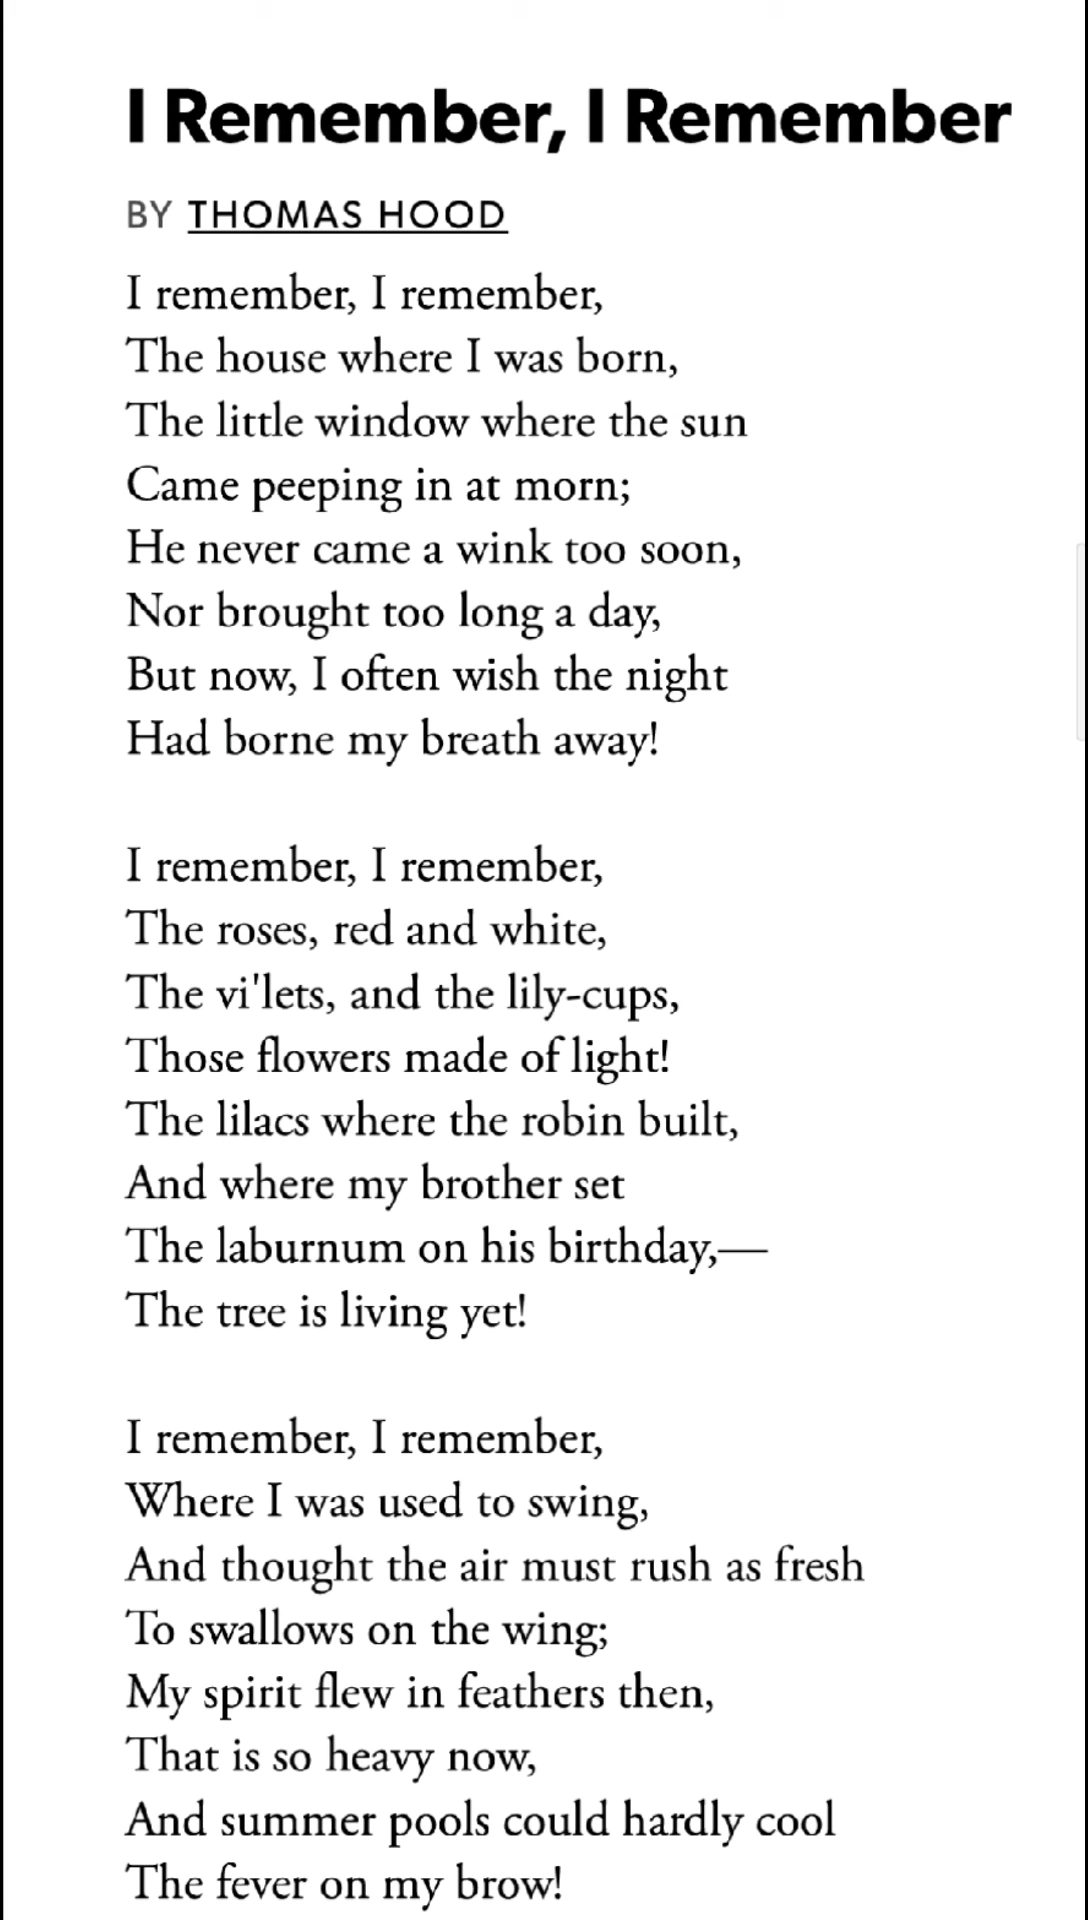 I Remember, I Remember
BY THOMAS HOOD
I remember, I remember,
The house where I was born,
The little window where the sun
Came peeping in at morn;
He never came a wink too soon,
Nor brought too long a day,
But now, I often wish the night
Had borne my breath away!
I remember, I remember,
The roses, red and white,
The vi'lets, and the lily-cups,
Those flowers made of light!
The lilacs where the robin built,
And where my brother set
The laburnum on his birthday,—
The tree is living yet!
I remember, I remember,
Where I was used to swing,
And thought the air must rush as fresh
To swallows on the wing;
My spirit flew in feathers then,
That is so heavy now,
And summer pools could hardly cool
The fever on my brow!